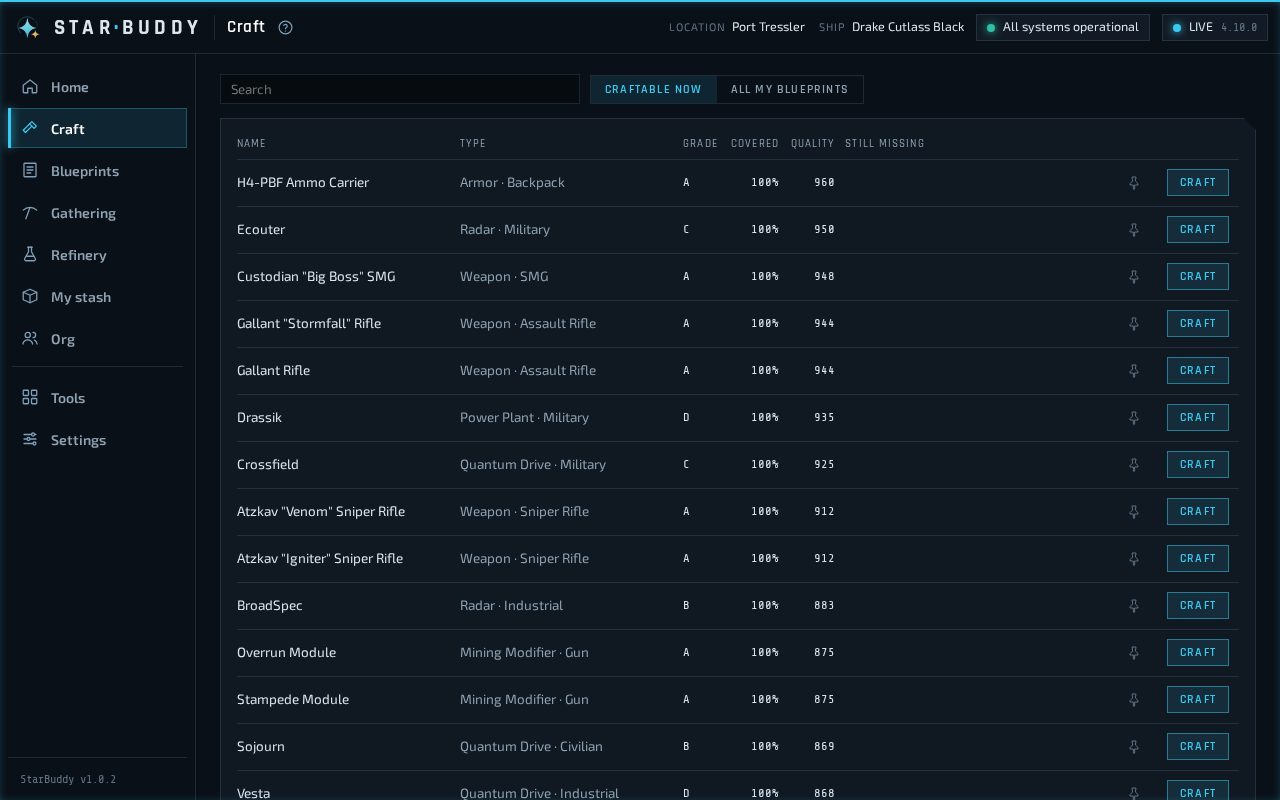 STAR·BUDDY
Craft
LOCATION Port Tressler SHIP Drake Cutlass Black
All systems operational
LIVE 4.10.0
Home
Craft
Blueprints
Gathering
Refinery
My stash
Org
Tools
Settings
StarBuddy v1.0.2
Search
CRAFTABLE NOW
ALL MY BLUEPRINTS
NAME TYPE GRADE COVERED QUALITY STILL MISSING
H4-PBF Ammo Carrier Armor · Backpack A 100% 960 CRAFT
Ecouter Radar · Military C 100% 950 CRAFT
Custodian "Big Boss" SMG Weapon · SMG A 100% 948 CRAFT
Gallant "Stormfall" Rifle Weapon · Assault Rifle A 100% 944 CRAFT
Gallant Rifle Weapon · Assault Rifle A 100% 944 CRAFT
Drassik Power Plant · Military D 100% 935 CRAFT
Crossfield Quantum Drive · Military C 100% 925 CRAFT
Atzkav "Venom" Sniper Rifle Weapon · Sniper Rifle A 100% 912 CRAFT
Atzkav "Igniter" Sniper Rifle Weapon · Sniper Rifle A 100% 912 CRAFT
BroadSpec Radar · Industrial B 100% 883 CRAFT
Overrun Module Mining Modifier · Gun A 100% 875 CRAFT
Stampede Module Mining Modifier · Gun A 100% 875 CRAFT
Sojourn Quantum Drive · Civilian B 100% 869 CRAFT
Vesta Quantum Drive · Industrial D 100% 868 CRAFT